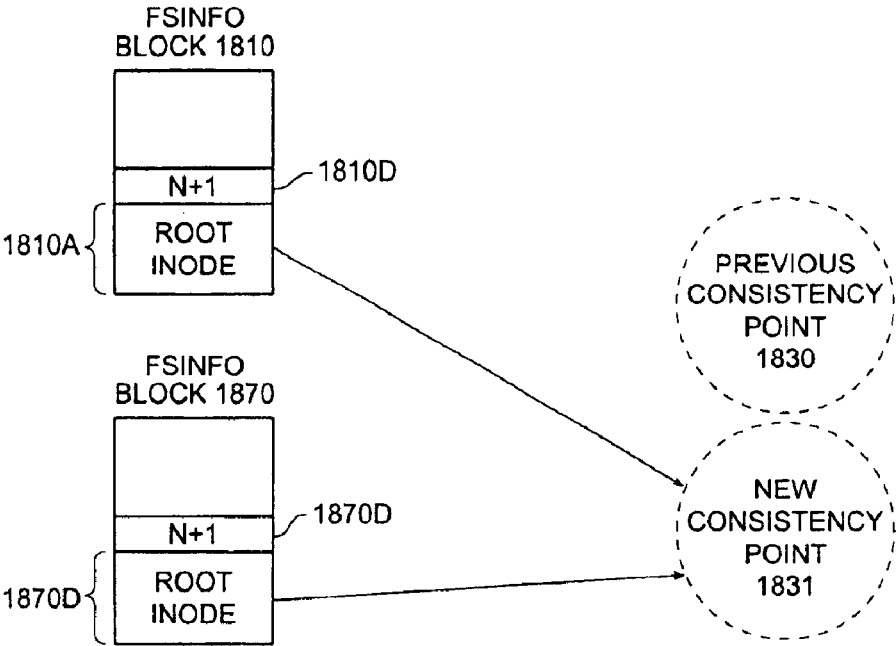 FSINFO
BLOCK 1810
N+1
1810D
1810A
ROOT
INODE
PREVIOUS
CONSISTENCY
POINT
1830
FSINFO
BLOCK 1870
N+1
1870D
1870D
ROOT
INODE
NEW
CONSISTENCY
POINT
1831